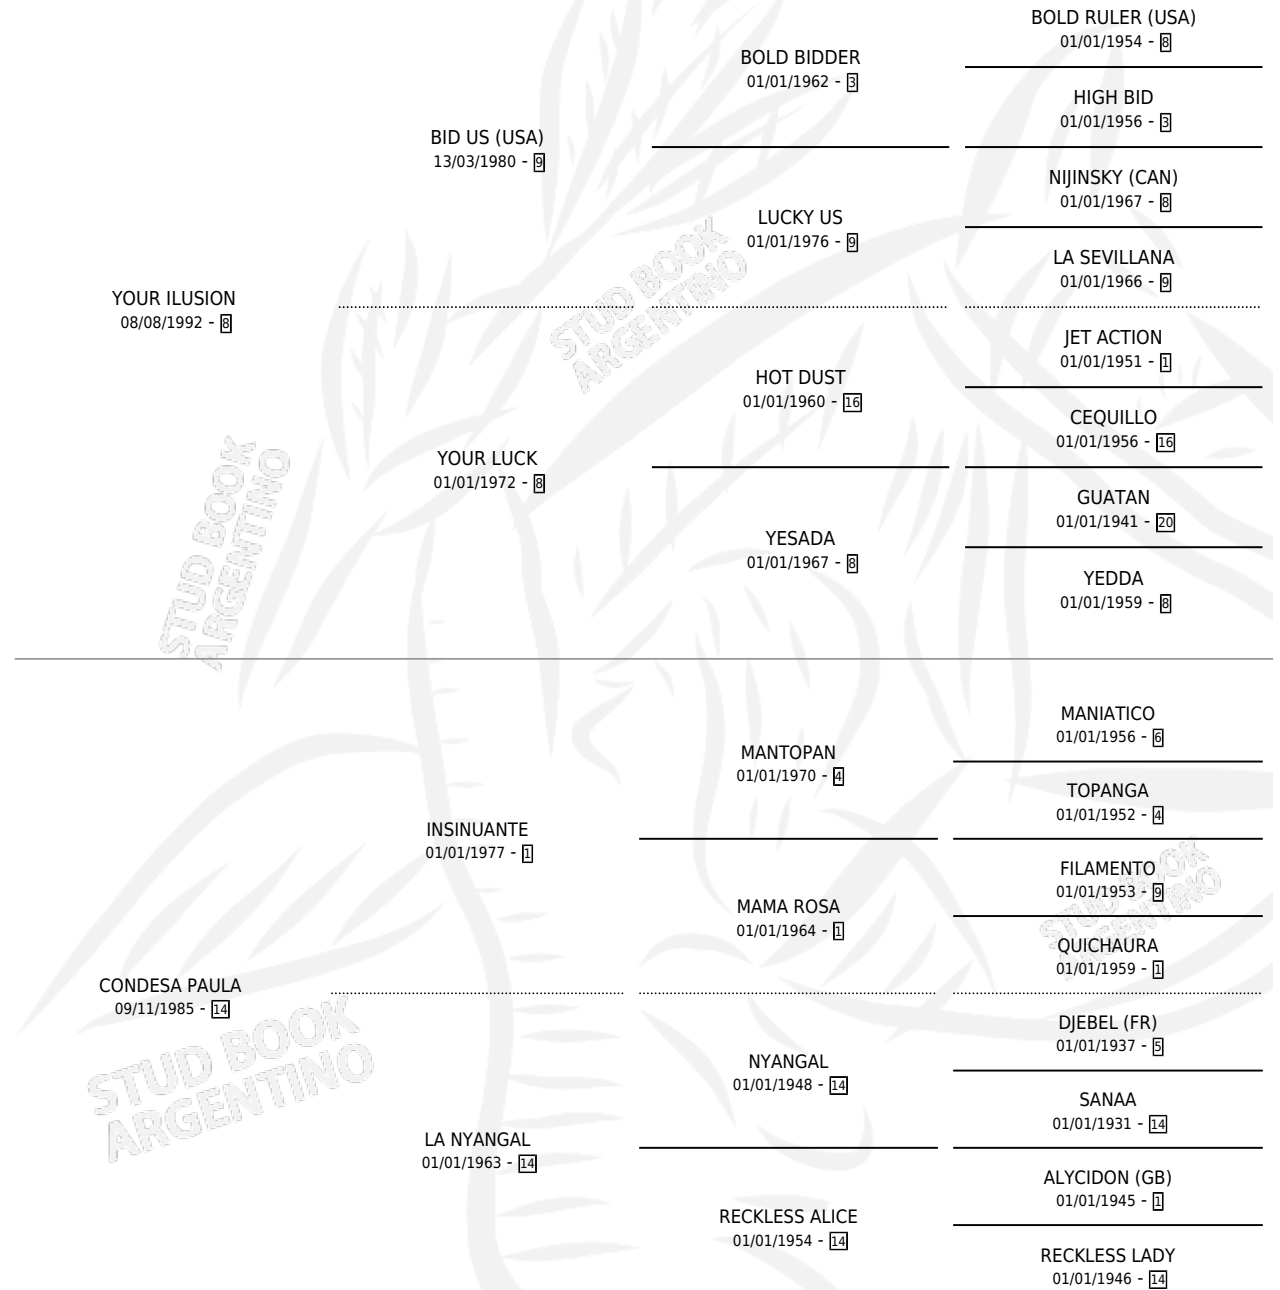 BOLD RULER (USA)
01/01/1954 - 8
BOLD BIDDER
01/01/1962 - 3
HIGH BID
01/01/1956 - 3
BID US (USA)
13/03/1980 - 9
NIJINSKY (CAN)
01/01/1967 - 8
LUCKY US
01/01/1976 - 9
LA SEVILLANA
01/01/1966 - 9
YOUR ILUSION
08/08/1992 - 8
STUD BOOK
ARGENTINO
JET ACTION
01/01/1951 - 1
HOT DUST
01/01/1960 - 16
CEQUILLO
01/01/1956 - 16
YOUR LUCK
01/01/1972 - 8
GUATAN
01/01/1941 - 20
YESADA
01/01/1967 - 8
YEDDA
01/01/1959 - 8
STUD BOOK
ARGENTINO
MANIATICO
01/01/1956 - 6
MANTOPAN
01/01/1970 - 4
TOPANGA
01/01/1952 - 4
INSINUANTE
01/01/1977 - 1
FILAMENTO
01/01/1953 - 9
MAMA ROSA
01/01/1964 - 1
QUICHAURA
01/01/1959 - 1
STUD BOOK
ARGENTINO
CONDESA PAULA
09/11/1985 - 14
DJEBEL (FR)
01/01/1937 - 5
NYANGAL
01/01/1948 - 14
SANAA
01/01/1931 - 14
STUD BOOK
ARGENTINO
LA NYANGAL
01/01/1963 - 14
ALYCIDON (GB)
01/01/1945 - 1
RECKLESS ALICE
01/01/1954 - 14
RECKLESS LADY
01/01/1946 - 14